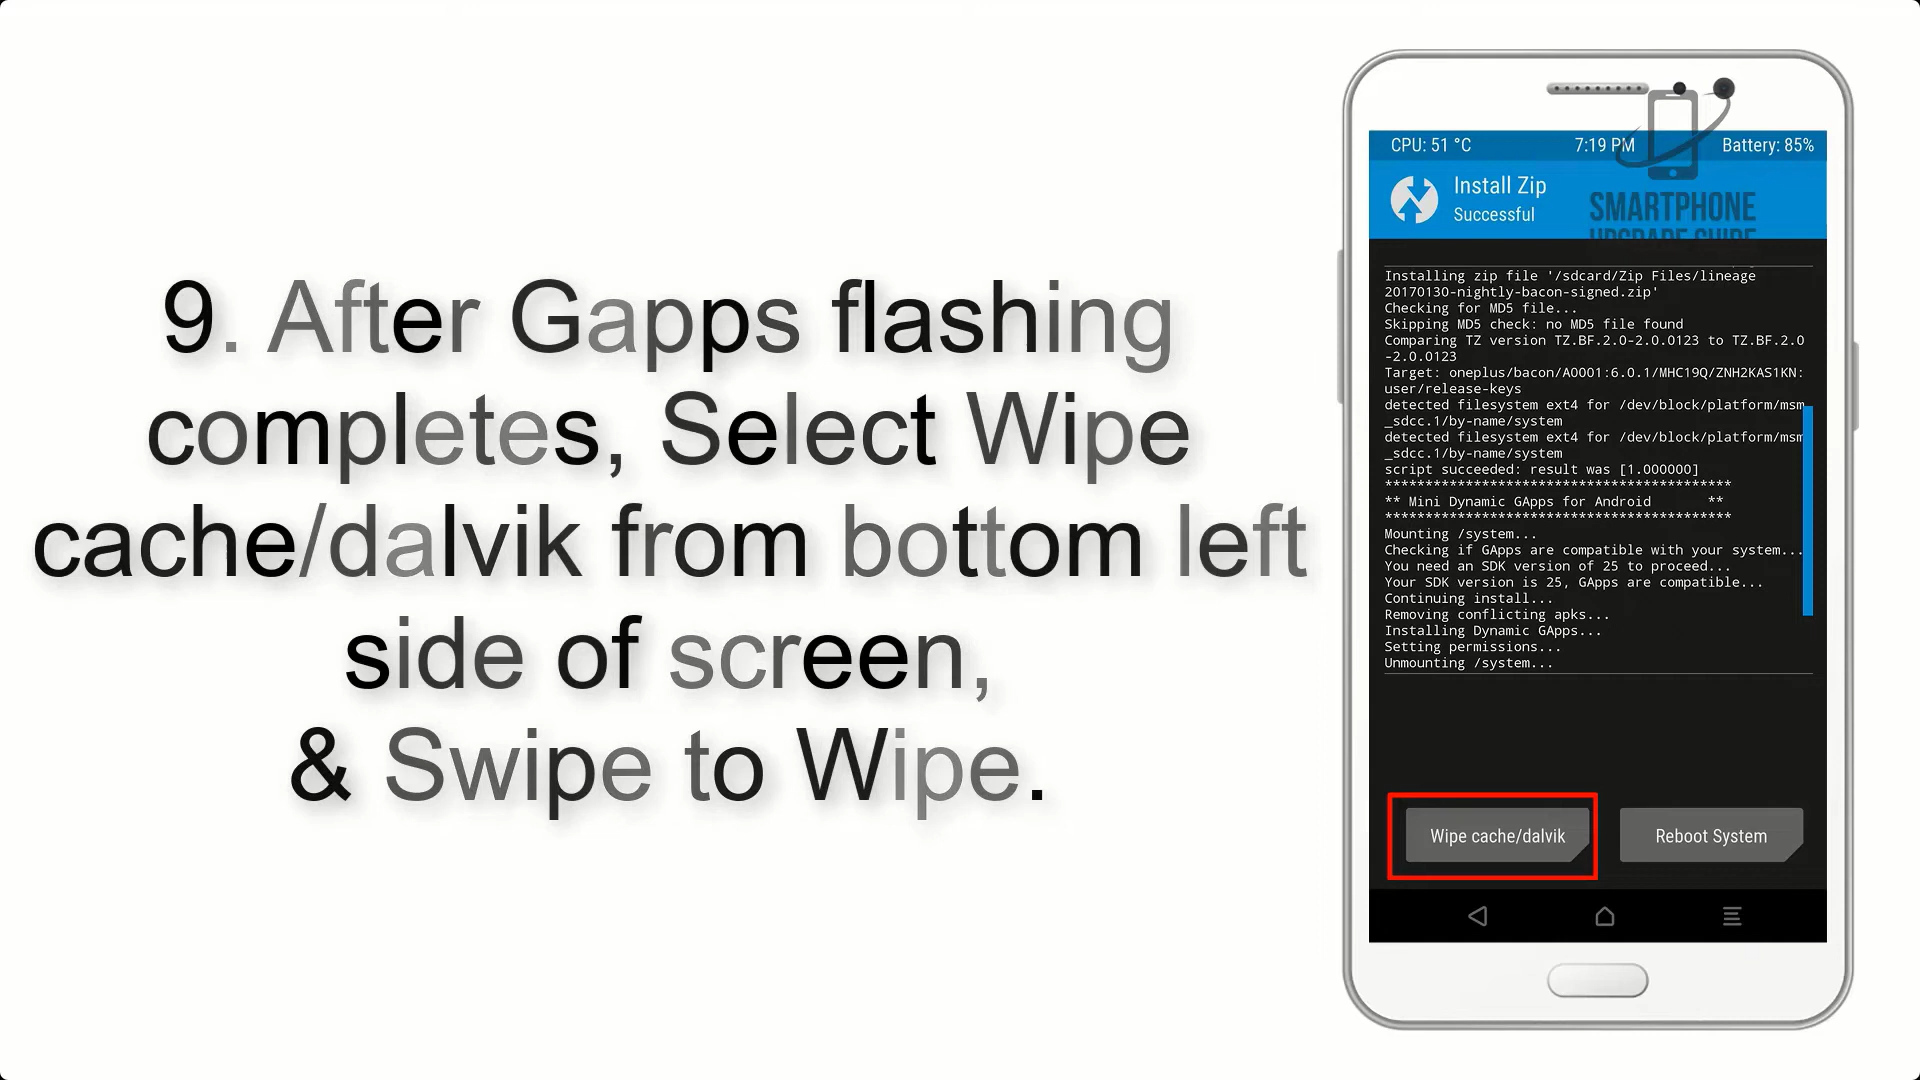 9. After Gapps flashing
completes, Select Wipe
cache/dalvik from bottom left
side of screen,
& Swipe to Wipe.
CPU: 51 °C 7:19 PM Battery: 85%
Install Zip
Successful
SMARTPHONE
UPGRADE GUIDE
Installing zip file '/sdcard/Zip Files/lineage
20170130-nightly-bacon-signed.zip'
Checking for MD5 file...
Skipping MD5 check: no MD5 file found
Comparing TZ version TZ.BF.2.0-2.0.0123 to TZ.BF.2.0
-2.0.0123
Target: oneplus/bacon/A0001:6.0.1/MHC19Q/ZNH2KAS1KN:
user/release-keys
detected filesystem ext4 for /dev/block/platform/msm
_sdcc.1/by-name/system
detected filesystem ext4 for /dev/block/platform/msm
_sdcc.1/by-name/system
script succeeded: result was [1.000000]
*******************************************
** Mini Dynamic GApps for Android **
*******************************************
Mounting /system...
Checking if GApps are compatible with your system...
You need an SDK version of 25 to proceed...
Your SDK version is 25, GApps are compatible...
Continuing install...
Removing conflicting apks...
Installing Dynamic GApps...
Setting permissions...
Unmounting /system...
Wipe cache/dalvik Reboot System